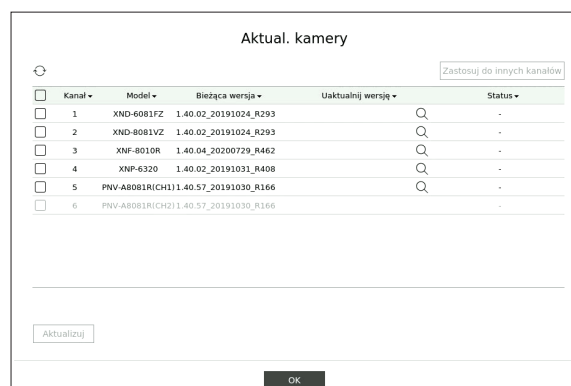 Aktual. kamery
Zastosuj do innych kanałów
Kanał Model Bieżąca wersja Uaktualnij wersję Status
1 XND-6081FZ 1.40.02_20191024_R293 -
2 XND-8081VZ 1.40.02_20191024_R293 -
3 XNF-8010R 1.40.04_20200729_R462 -
4 XNP-6320 1.40.02_20191031_R408 -
5 PNV-A8081R(CH1) 1.40.57_20191030_R166 -
6 PNV-A8081R(CH2) 1.40.57_20191030_R166 -
Aktualizuj
OK